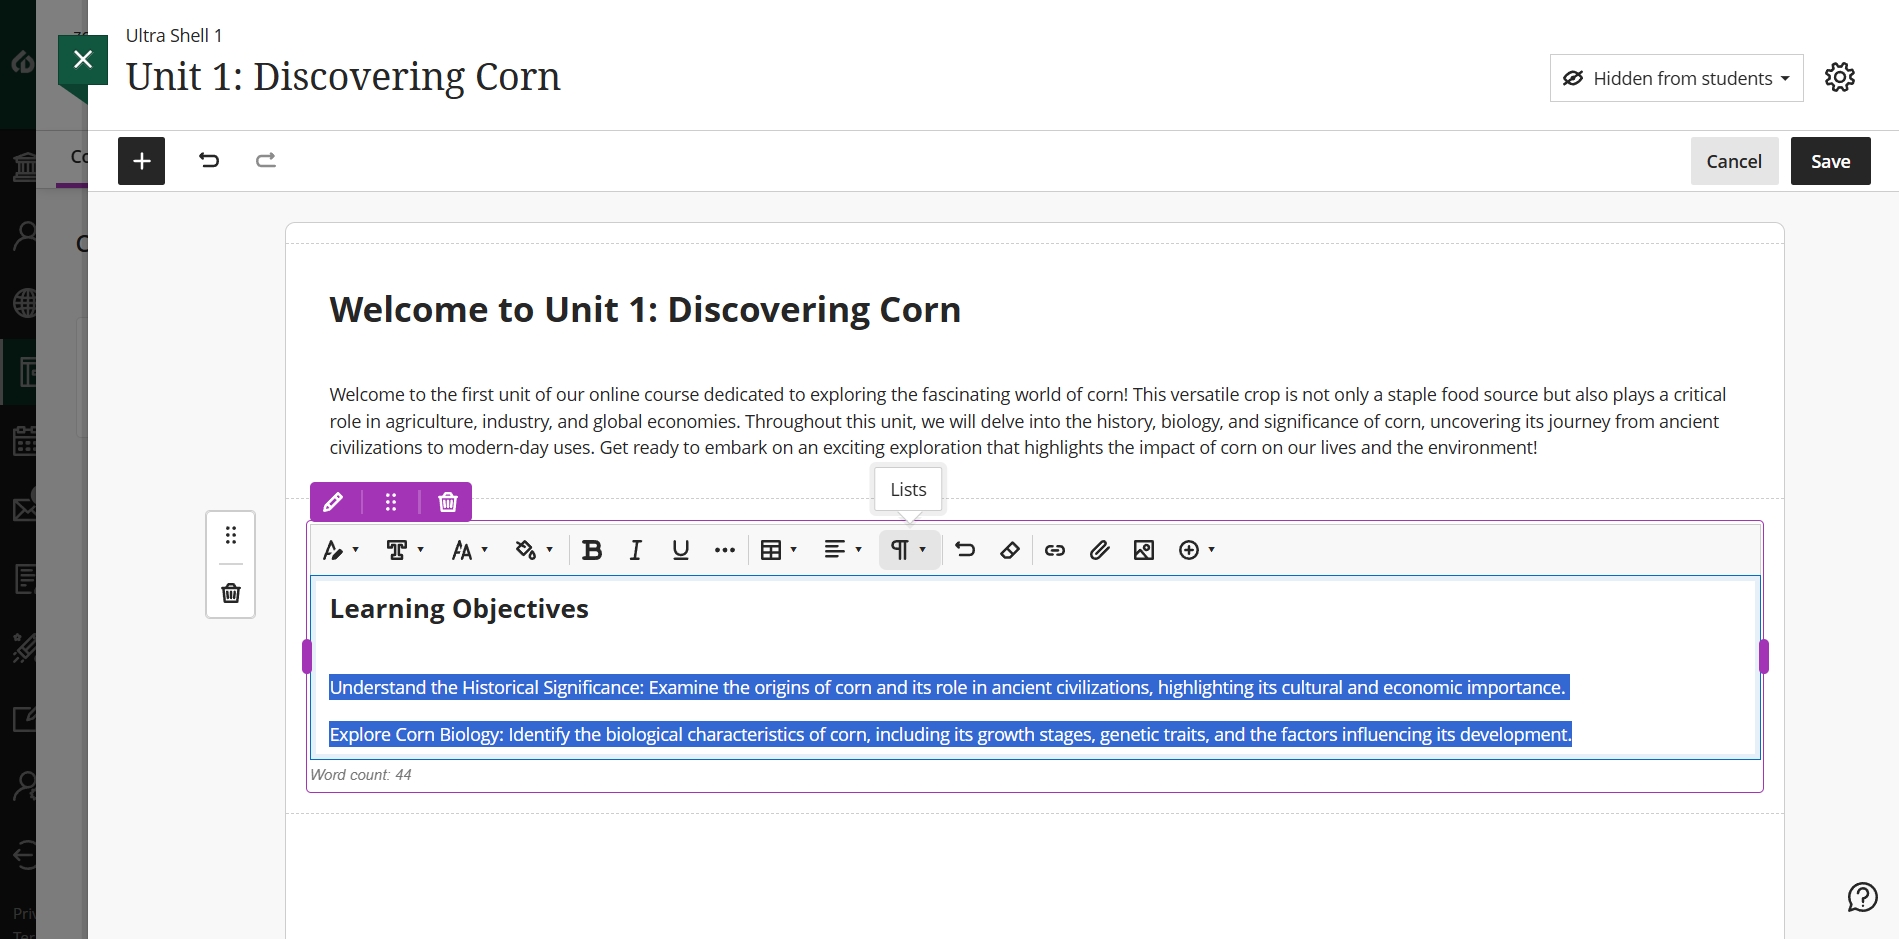 Ultra Shell 1
Unit 1: Discovering Corn
Hidden from students
Cancel
Save
Welcome to Unit 1: Discovering Corn
Welcome to the first unit of our online course dedicated to exploring the fascinating world of corn! This versatile crop is not only a staple food source but also plays a critical
role in agriculture, industry, and global economies. Throughout this unit, we will delve into the history, biology, and significance of corn, uncovering its journey from ancient
civilizations to modern-day uses. Get ready to embark on an exciting exploration that highlights the impact of corn on our lives and the environment!
Lists
Learning Objectives
Understand the Historical Significance: Examine the origins of corn and its role in ancient civilizations, highlighting its cultural and economic importance.
Explore Corn Biology: Identify the biological characteristics of corn, including its growth stages, genetic traits, and the factors influencing its development.
Word count: 44